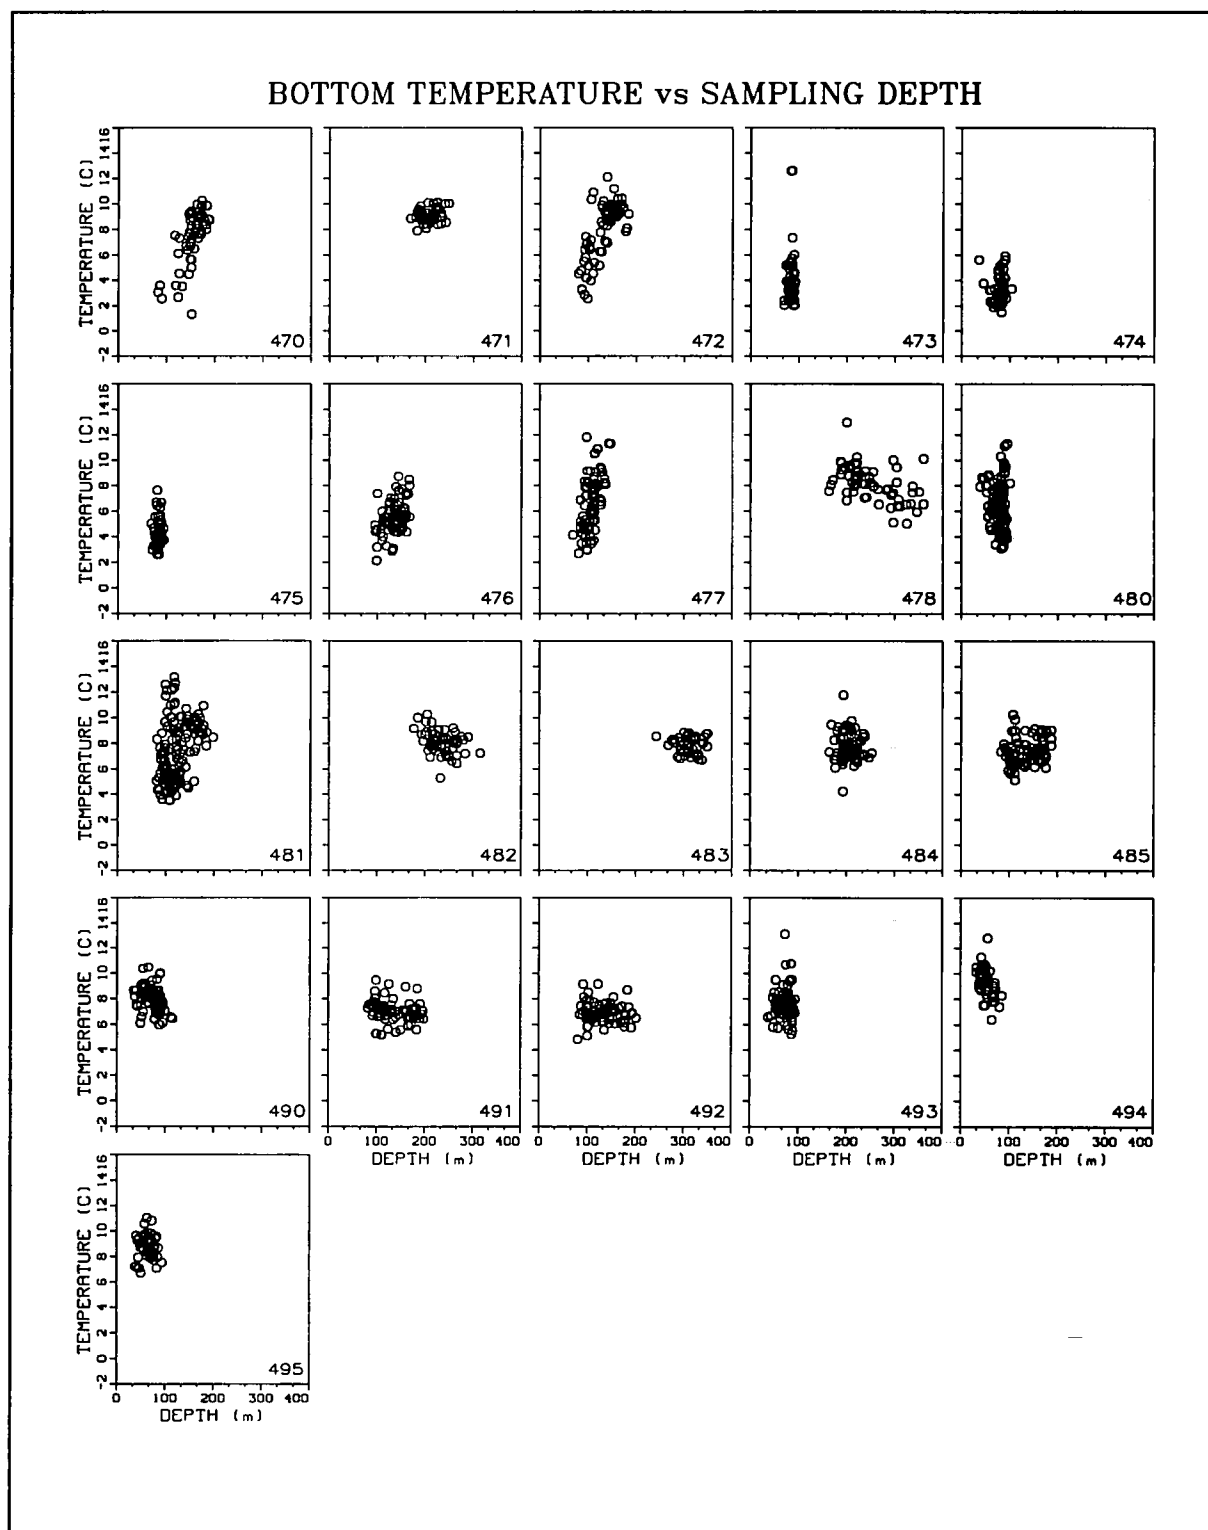 BOTTOM TEMPERATURE vs SAMPLING DEPTH
TEMPERATURE (C)
-2 0 2 4 6 8 10 12 14 16
470
471
472
473
474
TEMPERATURE (C)
-2 0 2 4 6 8 10 12 14 16
475
476
477
478
480
TEMPERATURE (C)
-2 0 2 4 6 8 10 12 14 16
481
482
483
484
485
TEMPERATURE (C)
-2 0 2 4 6 8 10 12 14 16
490
491
492
493
494
0 100 200 300 400
DEPTH (m)
0 100 200 300 400
DEPTH (m)
0 100 200 300 400
DEPTH (m)
0 100 200 300 400
DEPTH (m)
TEMPERATURE (C)
-2 0 2 4 6 8 10 12 14 16
495
0 100 200 300 400
DEPTH (m)